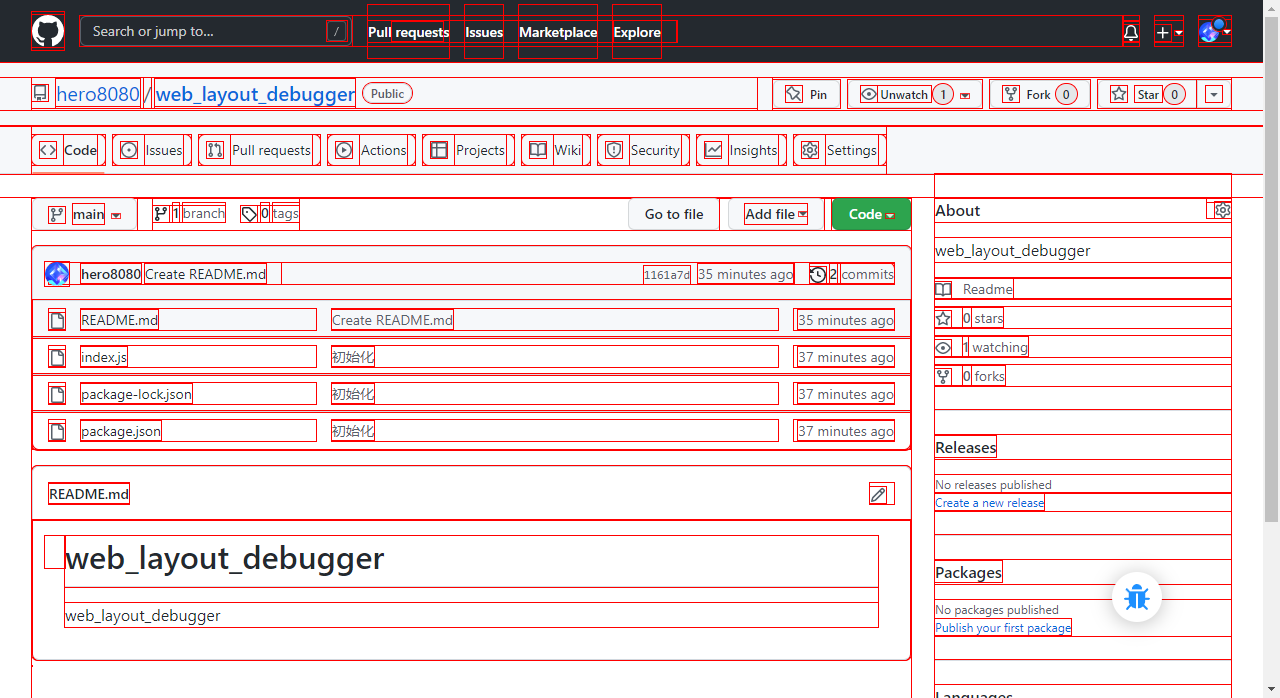 Search or jump to... / Pull requests Issues Marketplace Explore
hero8080 / web_layout_debugger Public Pin Unwatch 1 Fork 0 Star 0
Code Issues Pull requests Actions Projects Wiki Security Insights Settings
main 1 branch 0 tags Go to file Add file Code
hero8080 Create README.md 1161a7d 35 minutes ago 2 commits
README.md Create README.md 35 minutes ago
index.js 初始化 37 minutes ago
package-lock.json 初始化 37 minutes ago
package.json 初始化 37 minutes ago
README.md
web_layout_debugger
web_layout_debugger
About
web_layout_debugger
Readme
0 stars
1 watching
0 forks
Releases
No releases published
Create a new release
Packages
No packages published
Publish your first package
Languages